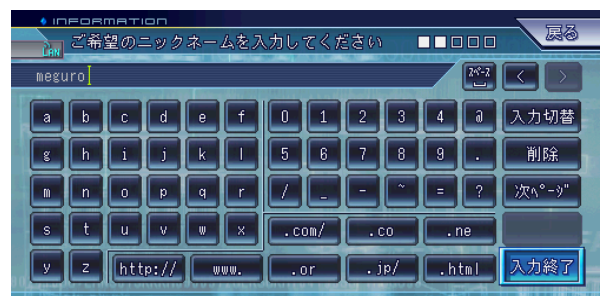 INFORMATION
LAN ご希望のニックネームを入力してください 戻る
meguro スペース < >
a b c d e f 0 1 2 3 4 @ 入力切替
g h i j k l 5 6 7 8 9 . 削除
m n o p q r / _ - ~ = ? 次ページ
s t u v w x .com/ .co .ne
y z http:// www. .or .jp/ .html 入力終了